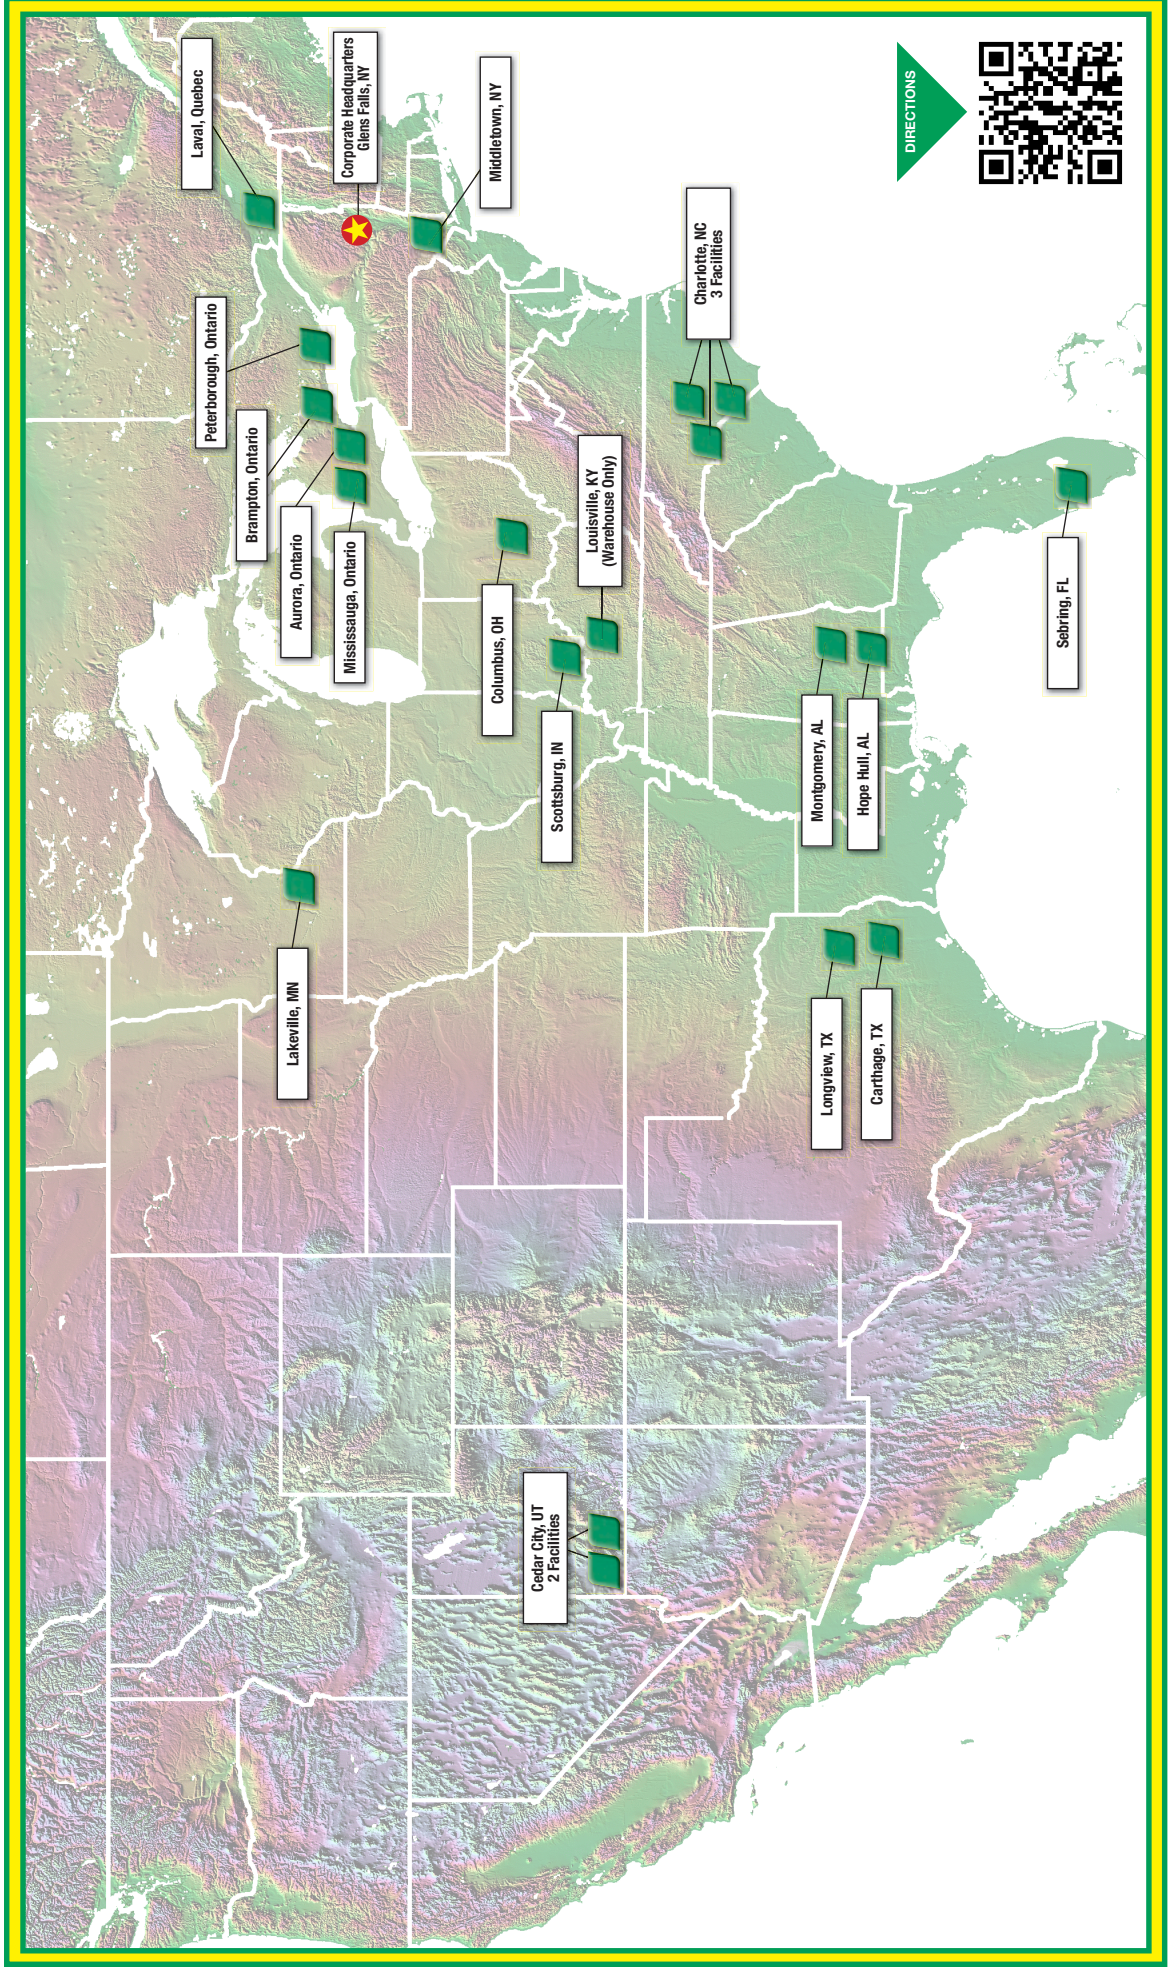 Laval, Quebec
Corporate Headquarters
Glens Falls, NY
Middletown, NY
Peterborough, Ontario
Brampton, Ontario
Aurora, Ontario
Mississauga, Ontario
Lakeville, MN
Columbus, OH
Scottsburg, IN
Louisville, KY
(Warehouse Only)
Charlotte, NC
3 Facilities
Cedar City, UT
2 Facilities
Montgomery, AL
Hope Hull, AL
Longview, TX
Carthage, TX
Sebring, FL
DIRECTIONS